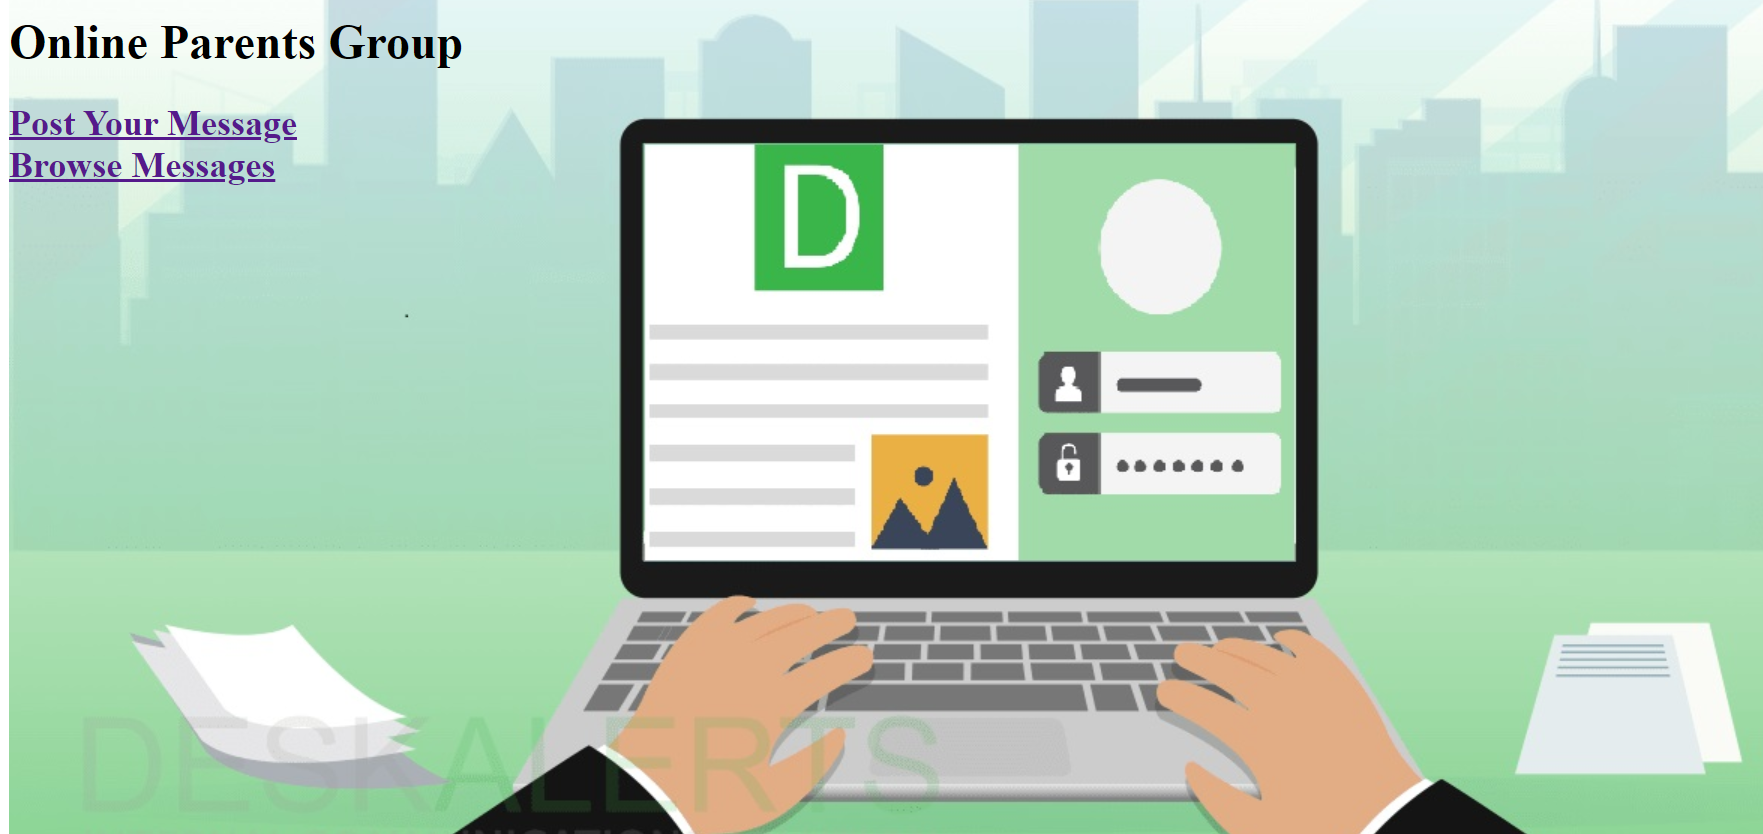 Online Parents Group
Post Your Message
Browse Messages
D
DESKALERTS